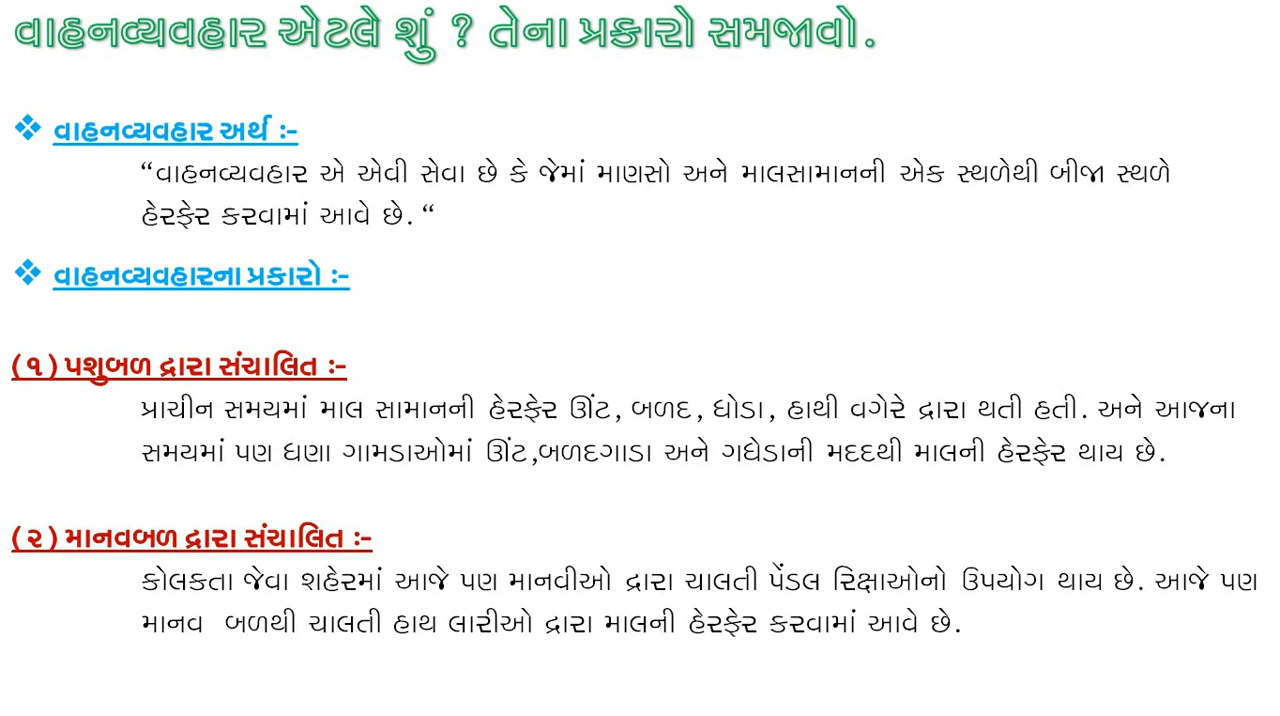 વાહનવ્યવહાર એટલે શું ? તેના પ્રકારો સમજાવો.
❖ વાહનવ્યવહાર અર્થ :-
“વાહનવ્યવહાર એ એવી સેવા છે કે જેમાં માણસો અને માલસામાનની એક સ્થળેથી બીજા સ્થળે
હેરફેર કરવામાં આવે છે. “
❖ વાહનવ્યવહારના પ્રકારો :-
(૧) પશુબળ દ્વારા સંચાલિત :-
પ્રાચીન સમયમાં માલ સામાનની હેરફેર ઊંટ, બળદ, ધોડા, હાથી વગેરે દ્વારા થતી હતી. અને આજના
સમયમાં પણ ધણા ગામડાઓમાં ઊંટ,બળદગાડા અને ગધેડાની મદદથી માલની હેરફેર થાય છે.
(૨) માનવબળ દ્વારા સંચાલિત :-
કોલકતા જેવા શહેરમાં આજે પણ માનવીઓ દ્વારા ચાલતી પેંડલ રિક્ષાઓનો ઉપયોગ થાય છે. આજે પણ
માનવ બળથી ચાલતી હાથ લારીઓ દ્વારા માલની હેરફેર કરવામાં આવે છે.